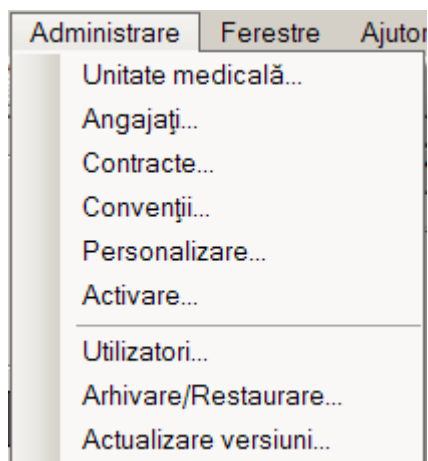 Administrare Ferestre Ajutor
Unitate medicală...
Angajaţi...
Contracte...
Convenţii...
Personalizare...
Activare...
Utilizatori...
Arhivare/Restaurare...
Actualizare versiuni...